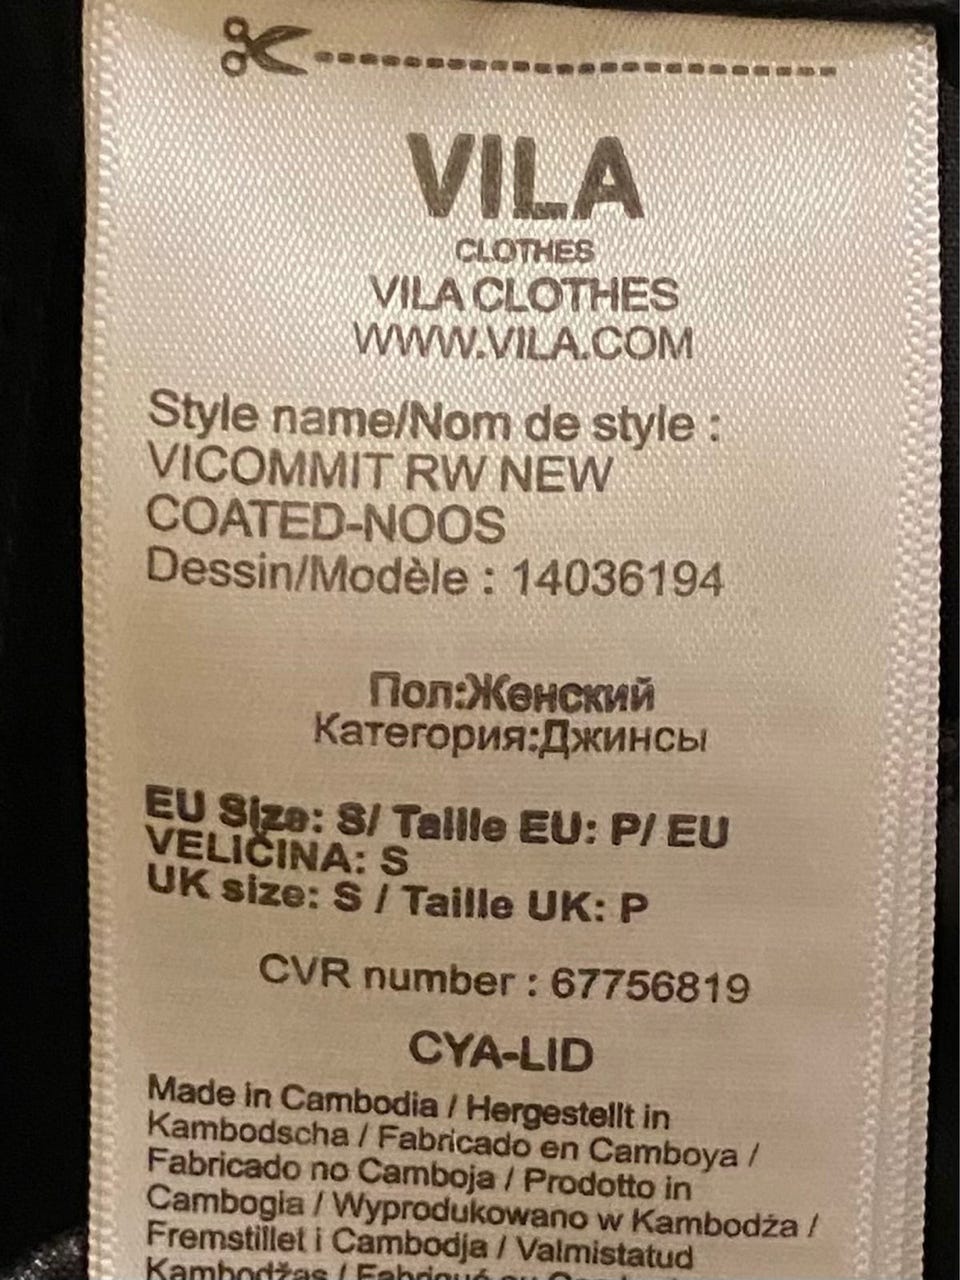 VILA
CLOTHES
VILA CLOTHES
WWW.VILA.COM
Style name/Nom de style :
VICOMMIT RW NEW
COATED-NOOS
Dessin/Modèle : 14036194
Пол:Женский
Категория:Джинсы
EU Size: S/ Taille EU: P/ EU
VELIČINA: S
UK size: S / Taille UK: P
CVR number : 67756819
CYA-LID
Made in Cambodia / Hergestellt in
Kambodscha / Fabricado en Camboya /
Fabricado no Camboja / Prodotto in
Cambogia / Wyprodukowano w Kambodża /
Fremstillet i Cambodja / Valmistatud
Kambodžas / Fabriqué au